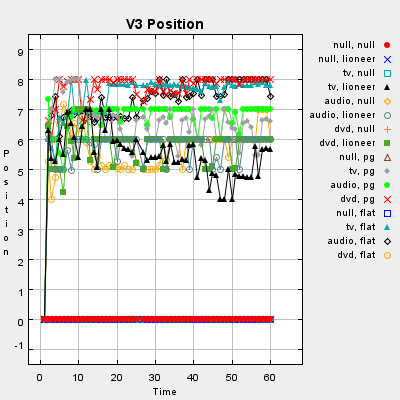 V3 Position
9
8
7
6
5
4
3
2
1
0
-1
Position
0
10
20
30
40
50
60
Time
null, null
null, lioneer
tv, null
tv, lioneer
audio, null
audio, lioneer
dvd, null
dvd, lioneer
null, pg
tv, pg
audio, pg
dvd, pg
null, flat
tv, flat
audio, flat
dvd, flat